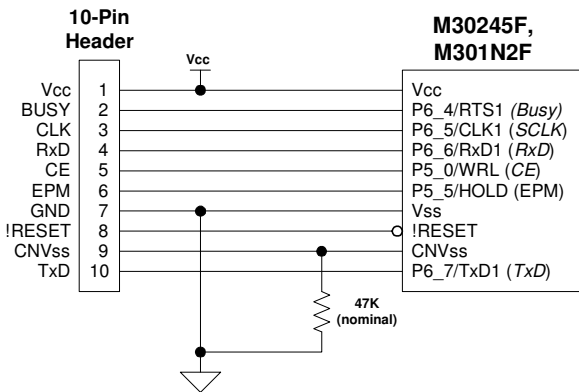 10-Pin
Header
M30245F,
M301N2F
Vcc
Vcc 1 Vcc
BUSY 2 P6_4/RTS1 (Busy)
CLK 3 P6_5/CLK1 (SCLK)
RxD 4 P6_6/RxD1 (RxD)
CE 5 P5_0/WRL (CE)
EPM 6 P5_5/HOLD (EPM)
GND 7 Vss
!RESET 8 !RESET
CNVss 9 CNVss
TxD 10 P6_7/TxD1 (TxD)
47K
(nominal)